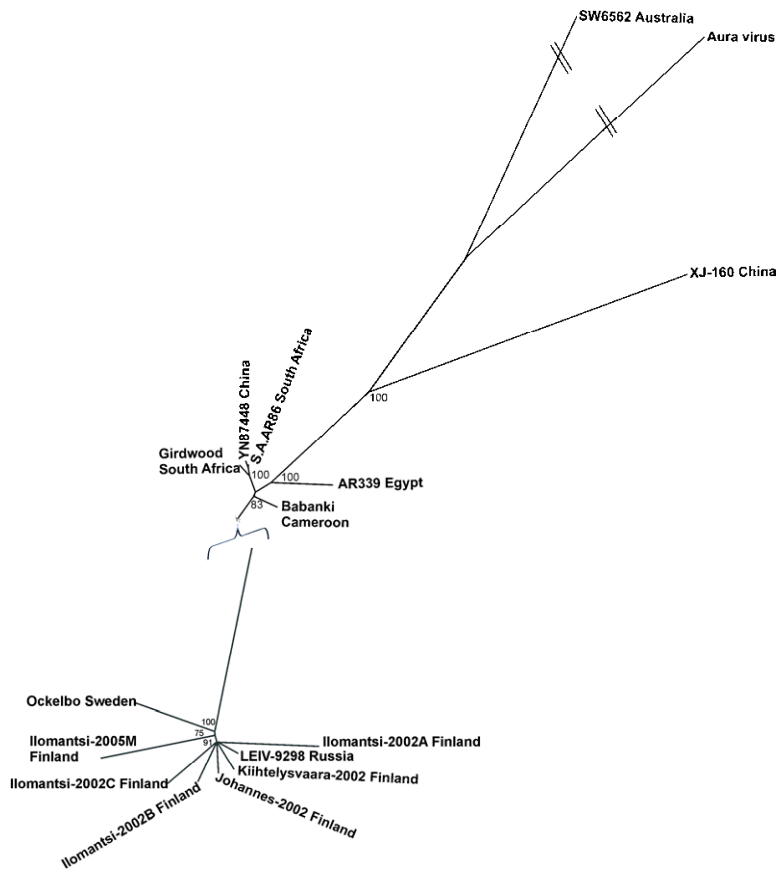 SW6562 Australia
Aura virus
XJ-160 China
100
YN87448 China
S.A.AR86 South Africa
Girdwood
South Africa
100
100
AR339 Egypt
83
Babanki
Cameroon
Ockelbo Sweden
100
75
91
Ilomantsi-2005M
Finland
Ilomantsi-2002A Finland
LEIV-9298 Russia
Kiihtelysvaara-2002 Finland
Ilomantsi-2002C Finland
Johannes-2002 Finland
Ilomantsi-2002B Finland